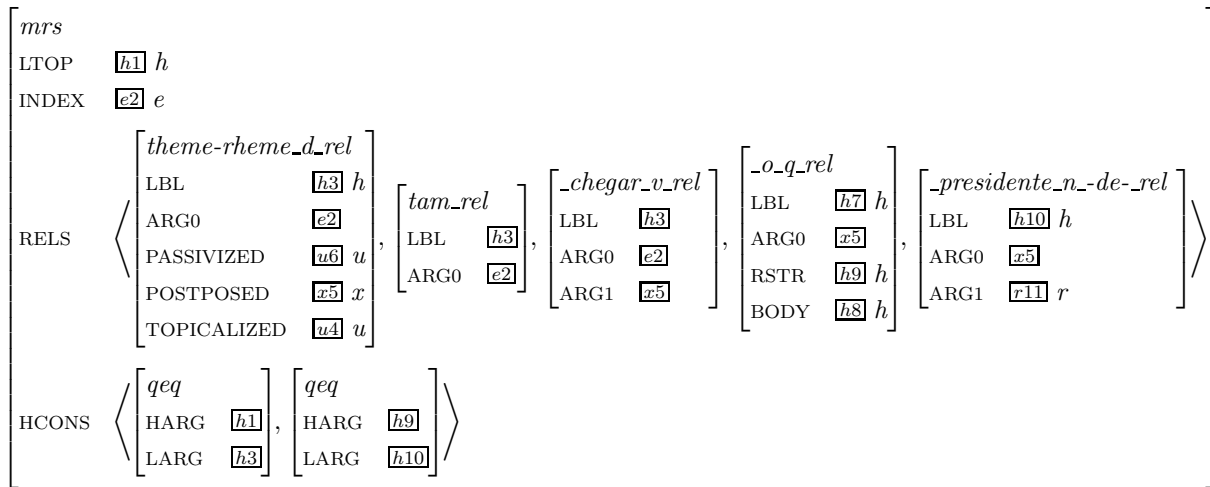 mrs
LTOP h1 h
INDEX e2 e
RELS
theme-rheme_d_rel
LBL h3 h
ARG0 e2
PASSIVIZED u6 u
POSTPOSED x5 x
TOPICALIZED u4 u
,
tam_rel
LBL h3
ARG0 e2
,
_chegar_v_rel
LBL h3
ARG0 e2
ARG1 x5
,
_o_q_rel
LBL h7 h
ARG0 x5
RSTR h9 h
BODY h8 h
,
_presidente_n_-de-_rel
LBL h10 h
ARG0 x5
ARG1 r11 r
HCONS
qeq
HARG h1
LARG h3
,
qeq
HARG h9
LARG h10